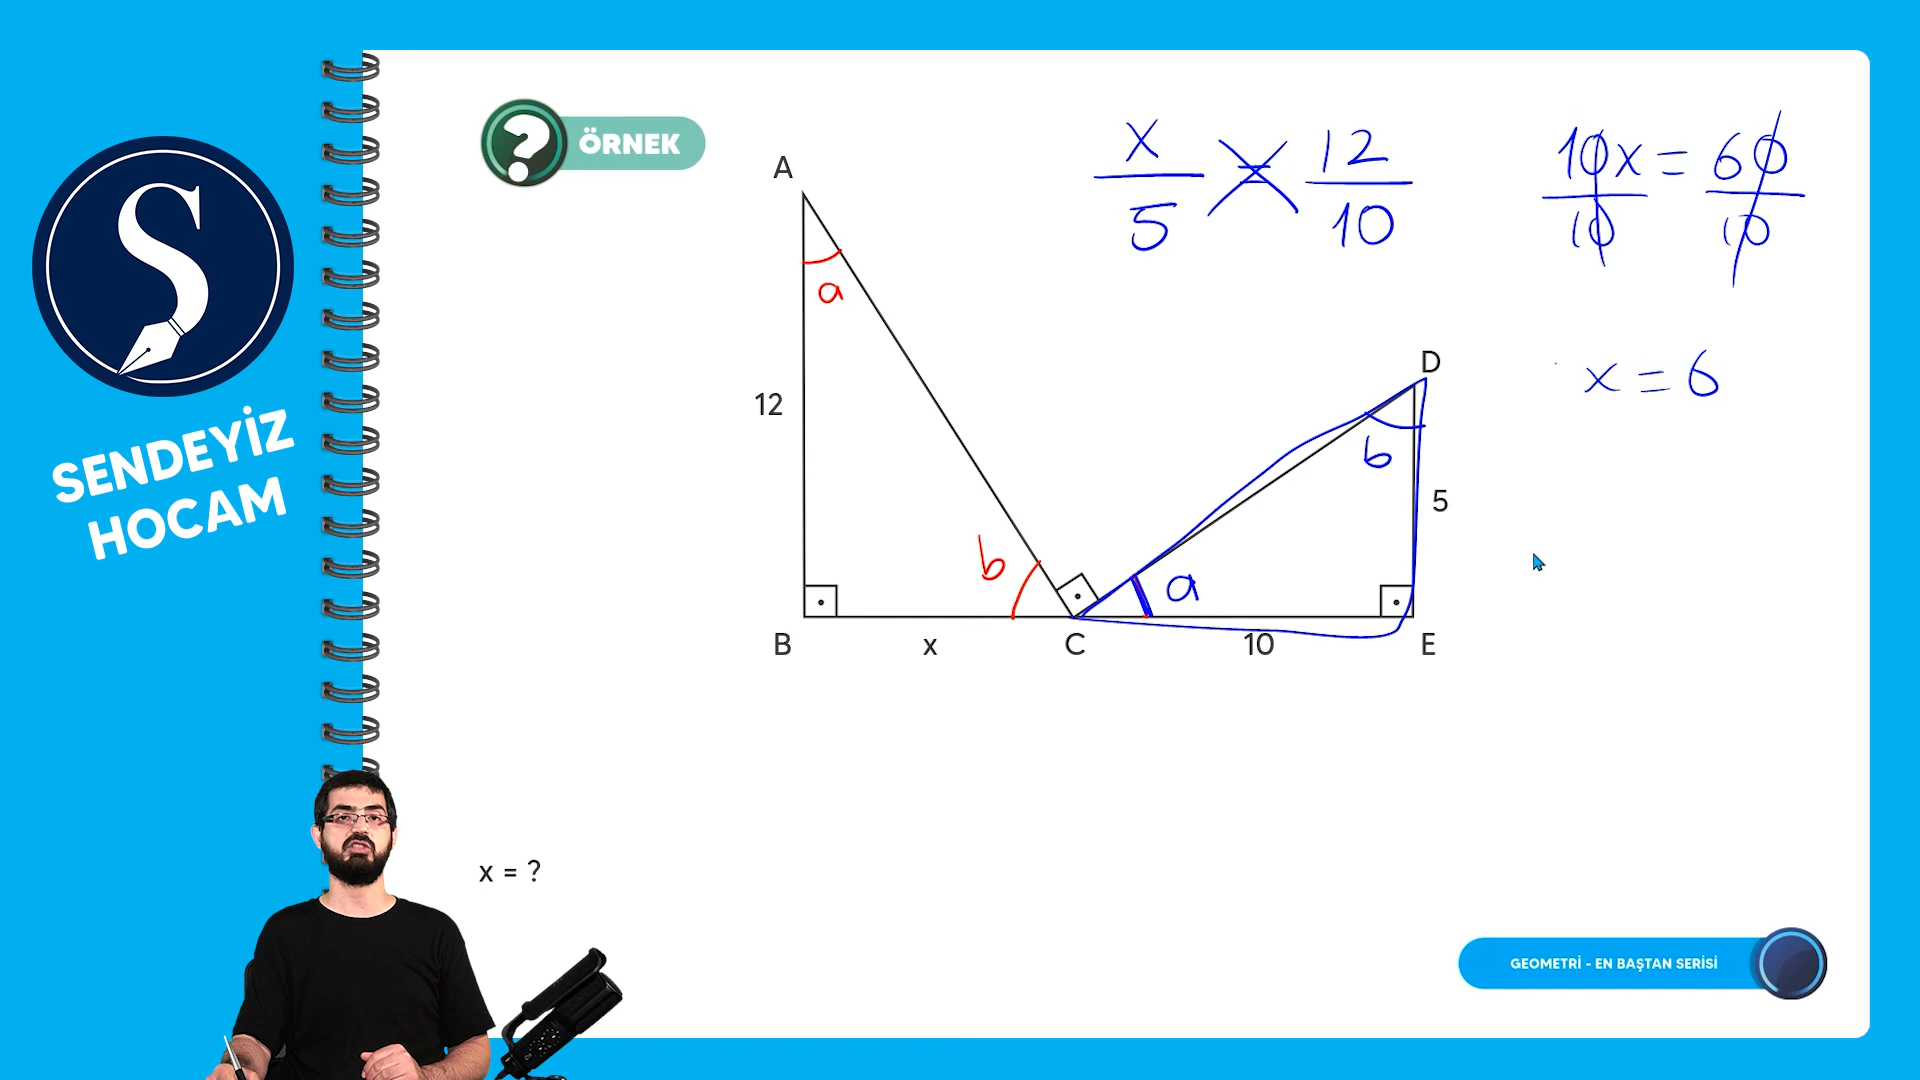 S
SENDEYİZ
HOCAM
? ÖRNEK
x/5 = 12/10
10x/10 = 60/10
x = 6
A
a
12
D
b
5
b
a
B
x
C
10
E
x = ?
GEOMETRİ - EN BAŞTAN SERİSİ